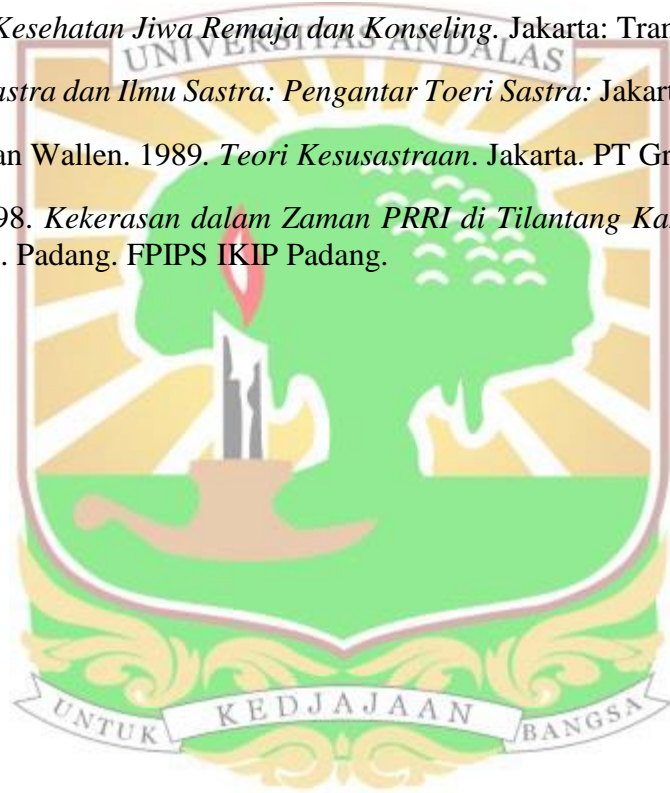 Kesehatan Jiwa Remaja dan Konseling. Jakarta: Tran
UNIVERSITAS ANDALAS
astra dan Ilmu Sastra: Pengantar Toeri Sastra: Jakart
an Wallen. 1989. Teori Kesusastraan. Jakarta. PT Gr
98. Kekerasan dalam Zaman PRRI di Tilantang Ka
. Padang. FPIPS IKIP Padang.
UNTUK KEDJAJAAN BANGSA